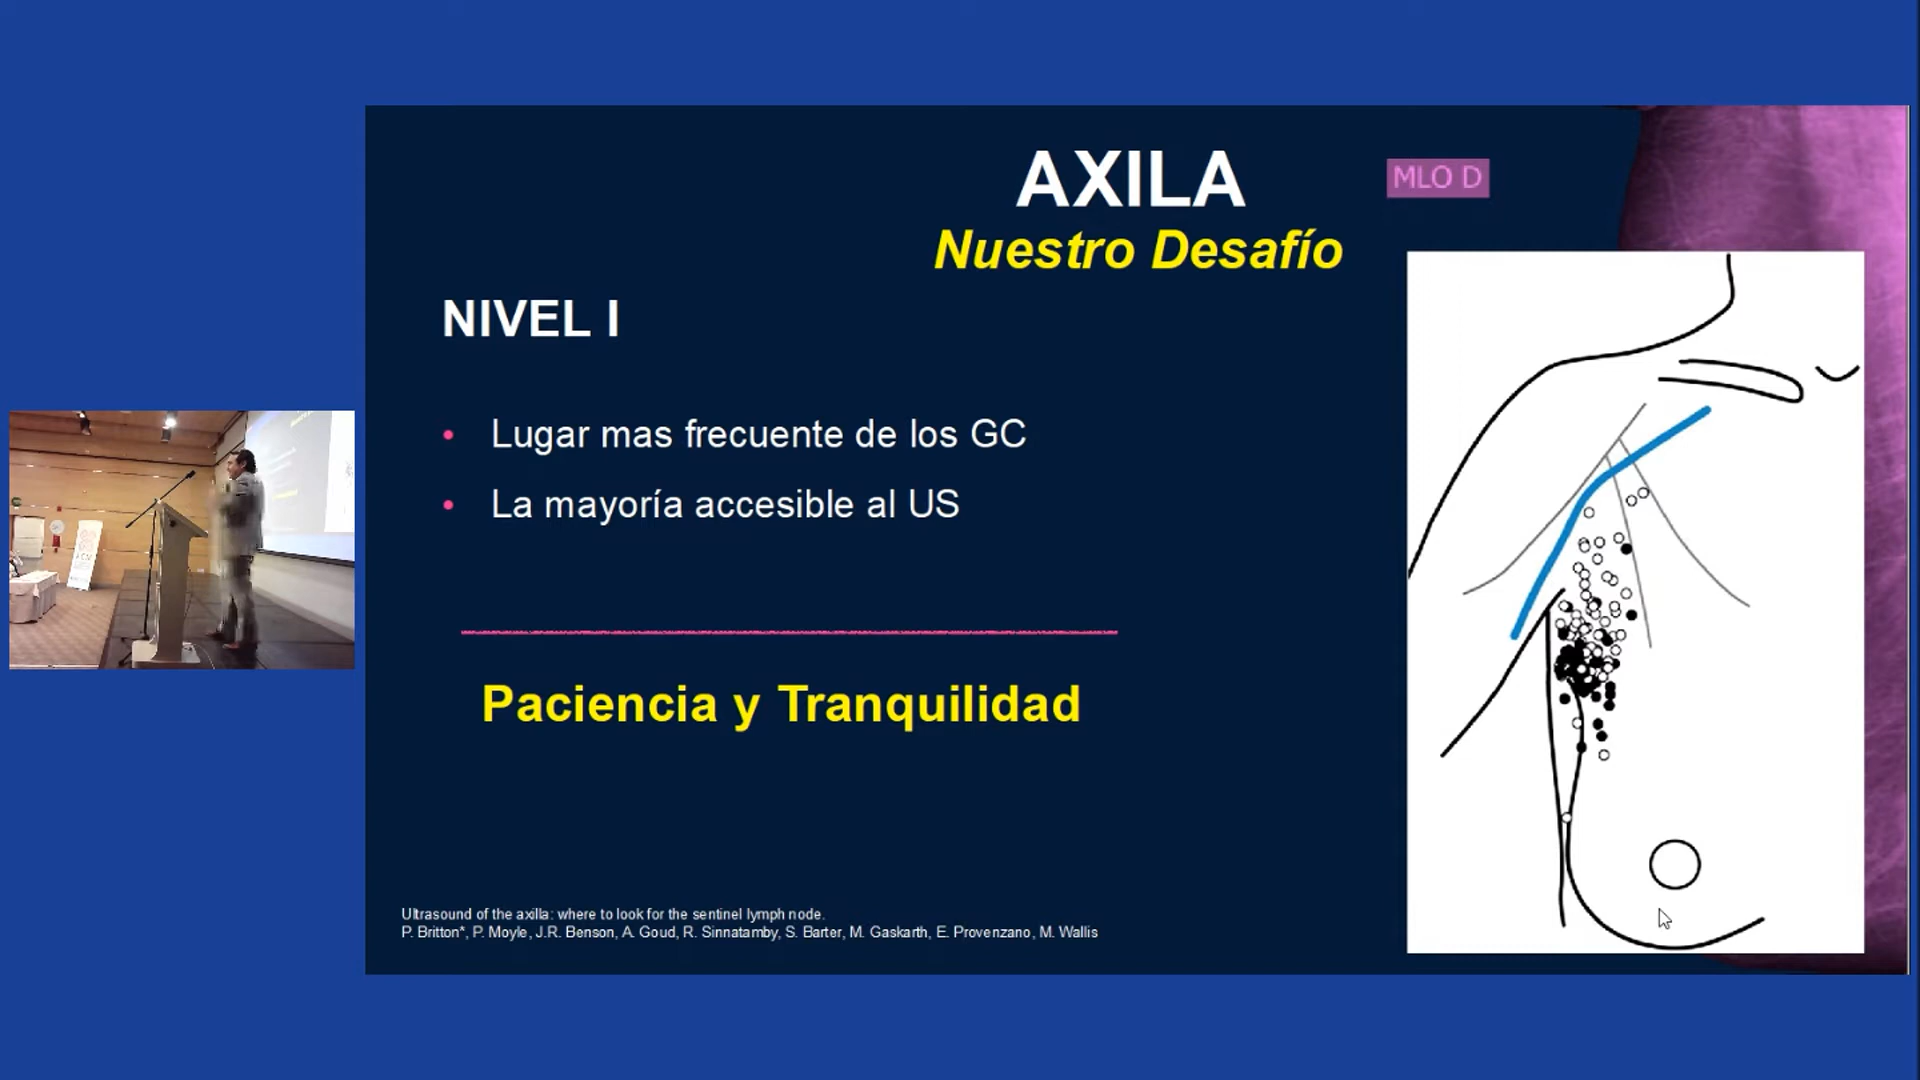 AXILA
MLO D
Nuestro Desafío
NIVEL I
• Lugar mas frecuente de los GC
• La mayoría accesible al US
Paciencia y Tranquilidad
Ultrasound of the axilla: where to look for the sentinel lymph node.
P. Britton*, P. Moyle, J.R. Benson, A. Goud, R. Sinnatamby, S. Barter, M. Gaskarth, E. Provenzano, M. Wallis